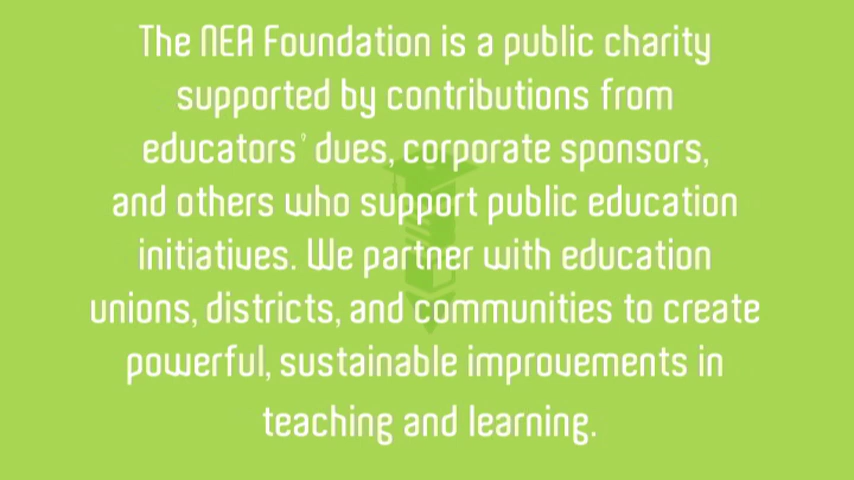 The NEA Foundation is a public charity
supported by contributions from
educators' dues, corporate sponsors,
and others who support public education
initiatives. We partner with education
unions, districts, and communities to create
powerful, sustainable improvements in
teaching and learning.